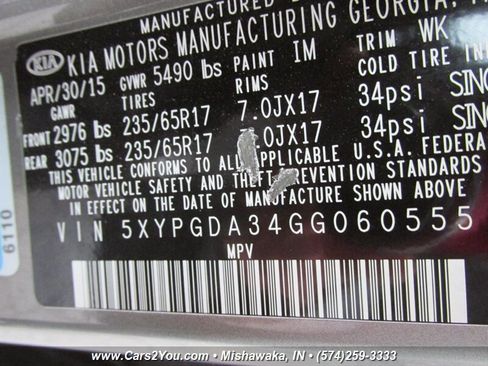 MANUFACTURED
KIA KIA MOTORS MANUFACTURING GEORGIA,
APR/30/15 GVWR 5490 lbs PAINT IM TRIM WK
GAWR TIRES RIMS COLD TIRE
FRONT 2976 lbs 235/65R17 7.0JX17 34psi
REAR 3075 lbs 235/65R17 .0JX17 34psi
THIS VEHICLE CONFORMS TO ALL APPLICABLE U.S.A. FEDERA
MOTOR VEHICLE SAFETY AND THEFT PREVENTION STANDARDS
IN EFFECT ON THE DATE OF MANUFACTURE SHOWN ABOVE
VIN 5XYPGDA34GG060555
MPV
6110
www.Cars2You.com - Mishawaka, IN - (574)259-3333